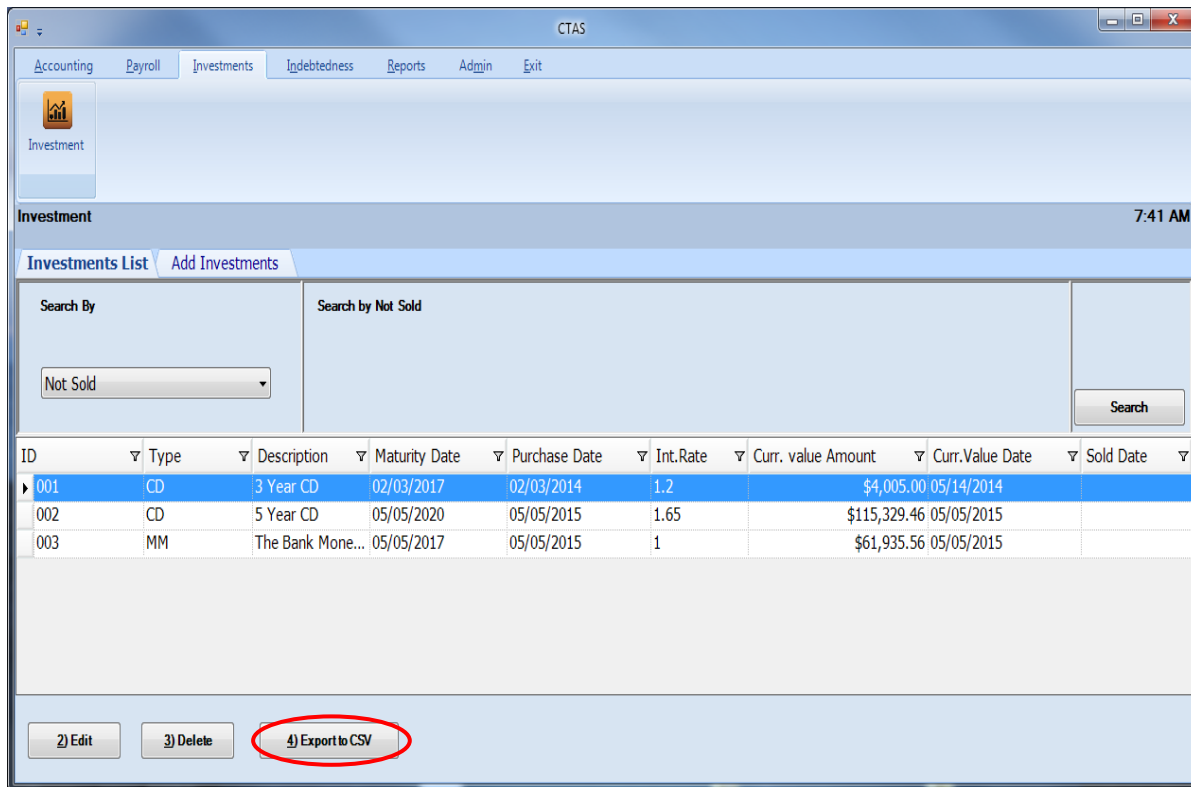 CTAS
Accounting Payroll Investments Indebtedness Reports Admin Exit
Investment
Investment 7:41 AM
Investments List Add Investments
Search By Search by Not Sold
Not Sold
Search
ID Type Description Maturity Date Purchase Date Int.Rate Curr. value Amount Curr.Value Date Sold Date
001 CD 3 Year CD 02/03/2017 02/03/2014 1.2 $4,005.00 05/14/2014
002 CD 5 Year CD 05/05/2020 05/05/2015 1.65 $115,329.46 05/05/2015
003 MM The Bank Mone... 05/05/2017 05/05/2015 1 $61,935.56 05/05/2015
2) Edit 3) Delete 4) Export to CSV